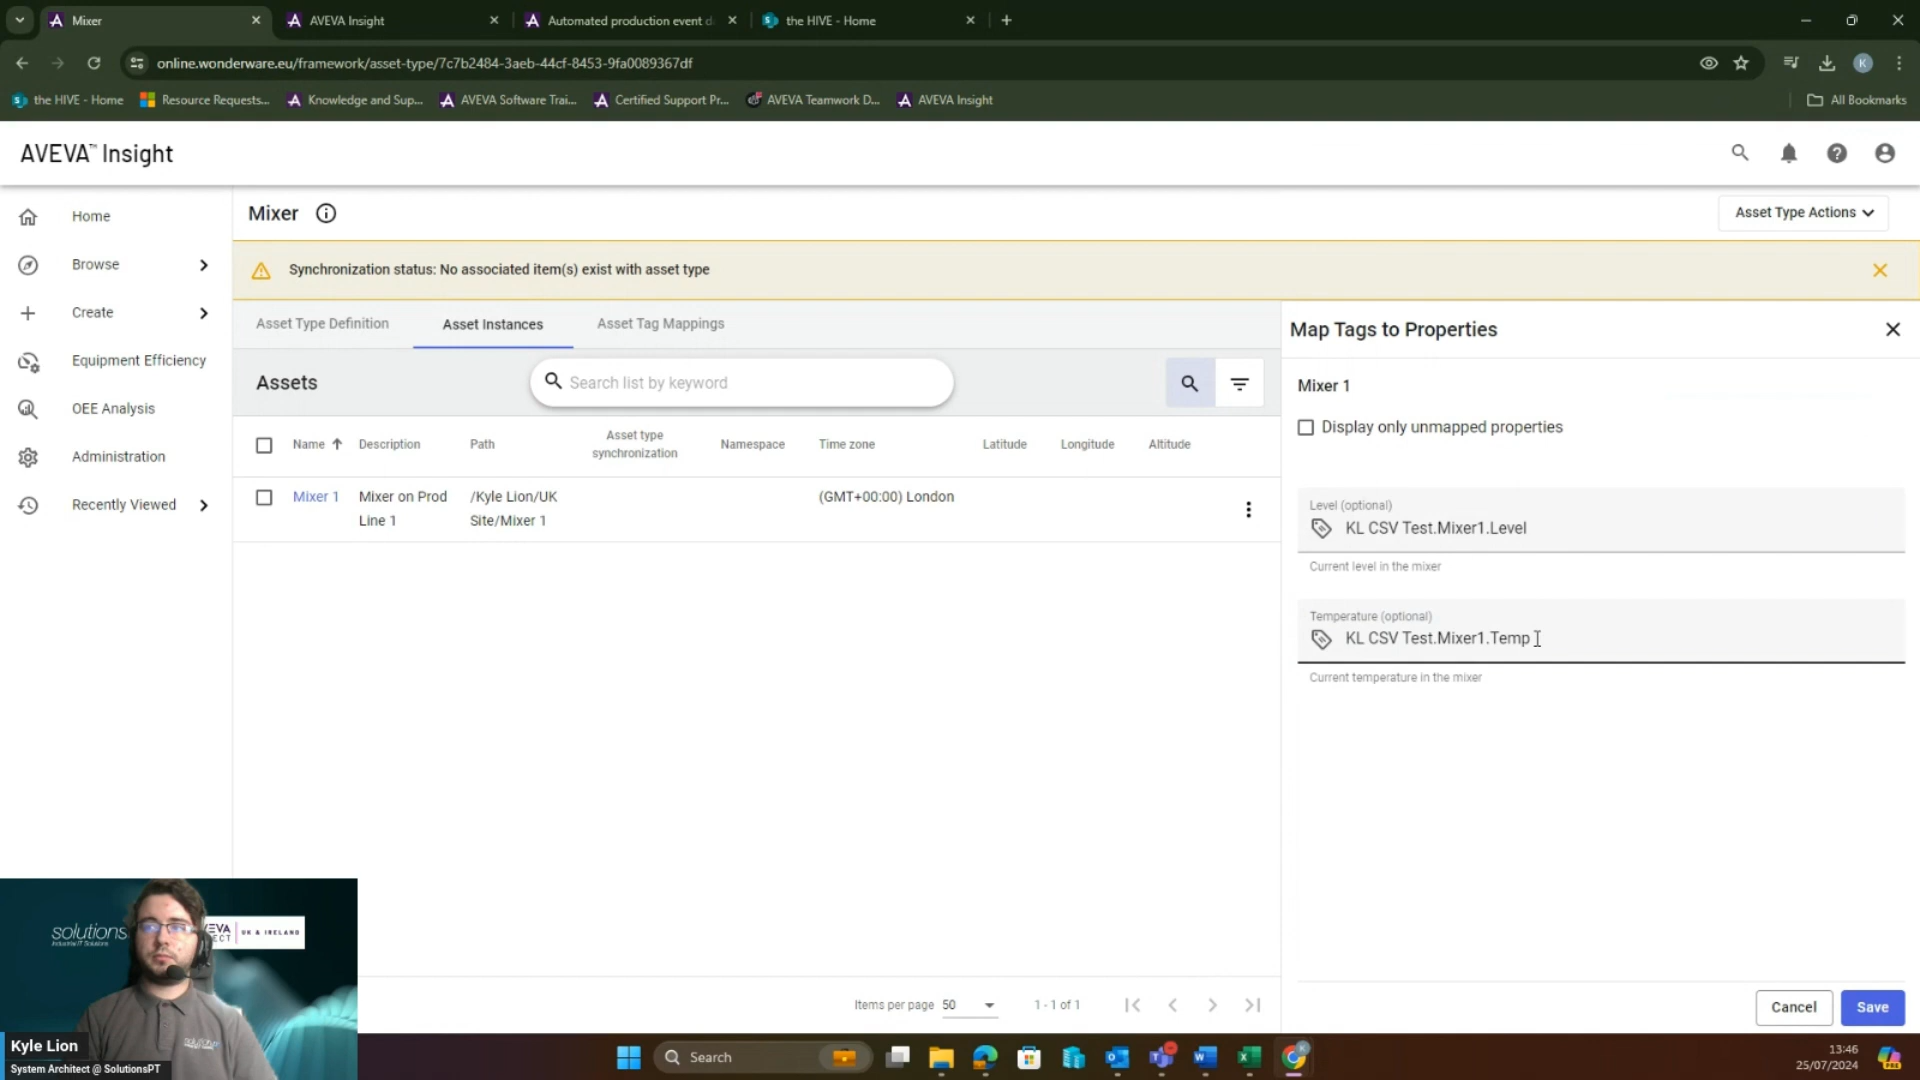 Mixer
AVEVA Insight
Automated production event d
the HIVE - Home
online.wonderware.eu/framework/asset-type/7c7b2484-3aeb-44cf-8453-9fa0089367df
K
the HIVE - Home
Resource Requests...
Knowledge and Sup...
AVEVA Software Trai...
Certified Support Pr...
AVEVA Teamwork D...
AVEVA Insight
All Bookmarks
AVEVA™ Insight
Home
Browse
Create
Equipment Efficiency
OEE Analysis
Administration
Recently Viewed
Mixer
Asset Type Actions
Synchronization status: No associated item(s) exist with asset type
Asset Type Definition
Asset Instances
Asset Tag Mappings
Assets
Search list by keyword
Name
Description
Path
Asset type
synchronization
Namespace
Time zone
Latitude
Longitude
Altitude
Mixer 1
Mixer on Prod
Line 1
/Kyle Lion/UK
Site/Mixer 1
(GMT+00:00) London
Items per page
50
1 - 1 of 1
Map Tags to Properties
Mixer 1
Display only unmapped properties
Level (optional)
KL CSV Test.Mixer1.Level
Current level in the mixer
Temperature (optional)
KL CSV Test.Mixer1.Temp
Current temperature in the mixer
Cancel
Save
solutions
Industrial IT Solutions
UK & IRELAND
Kyle Lion
System Architect @ SolutionsPT
Search
13:46
25/07/2024